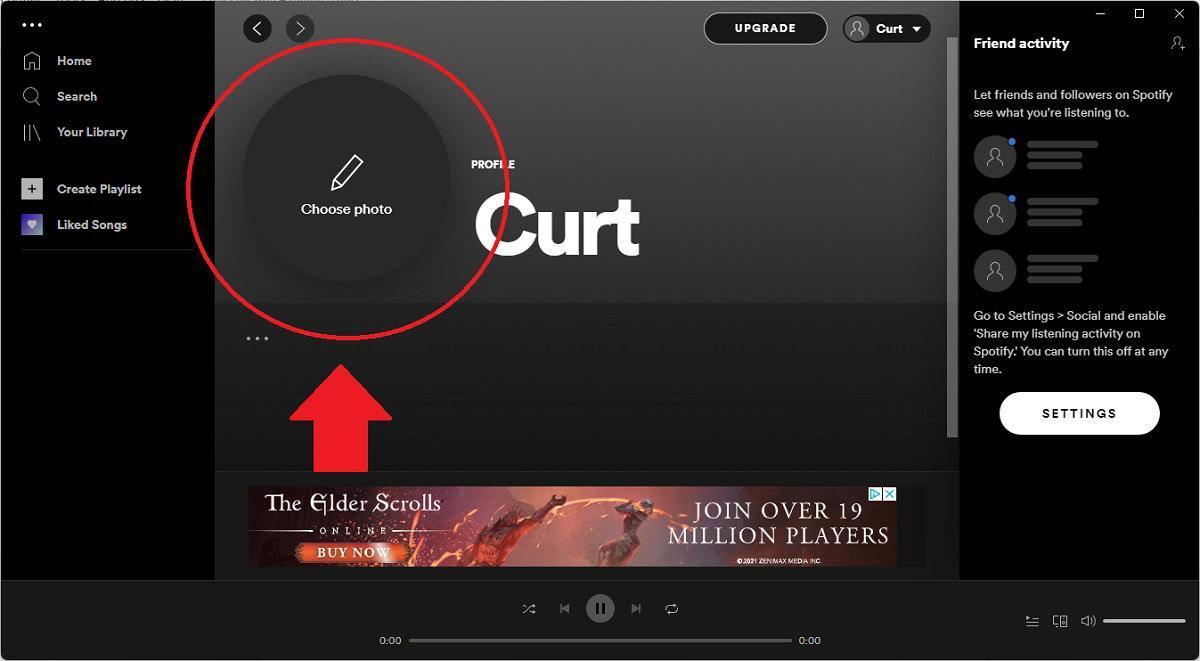 Home
Search
Your Library
Create Playlist
Liked Songs
UPGRADE
Curt
Choose photo
PROFILE
Curt
The Elder Scrolls
ONLINE
BUY NOW
JOIN OVER 19
MILLION PLAYERS
©2021 ZENIMAX MEDIA INC.
0:00
0:00
Friend activity
Let friends and followers on Spotify
see what you're listening to.
Go to Settings > Social and enable
'Share my listening activity on
Spotify.' You can turn this off at any
time.
SETTINGS